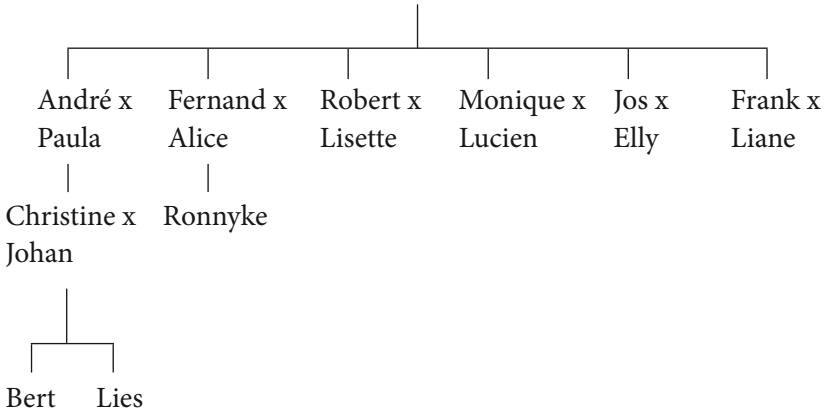 André x Fernand x Robert x Monique x Jos x Frank x
Paula Alice Lisette Lucien Elly Liane
Christine x Ronnyke
Johan
Bert Lies